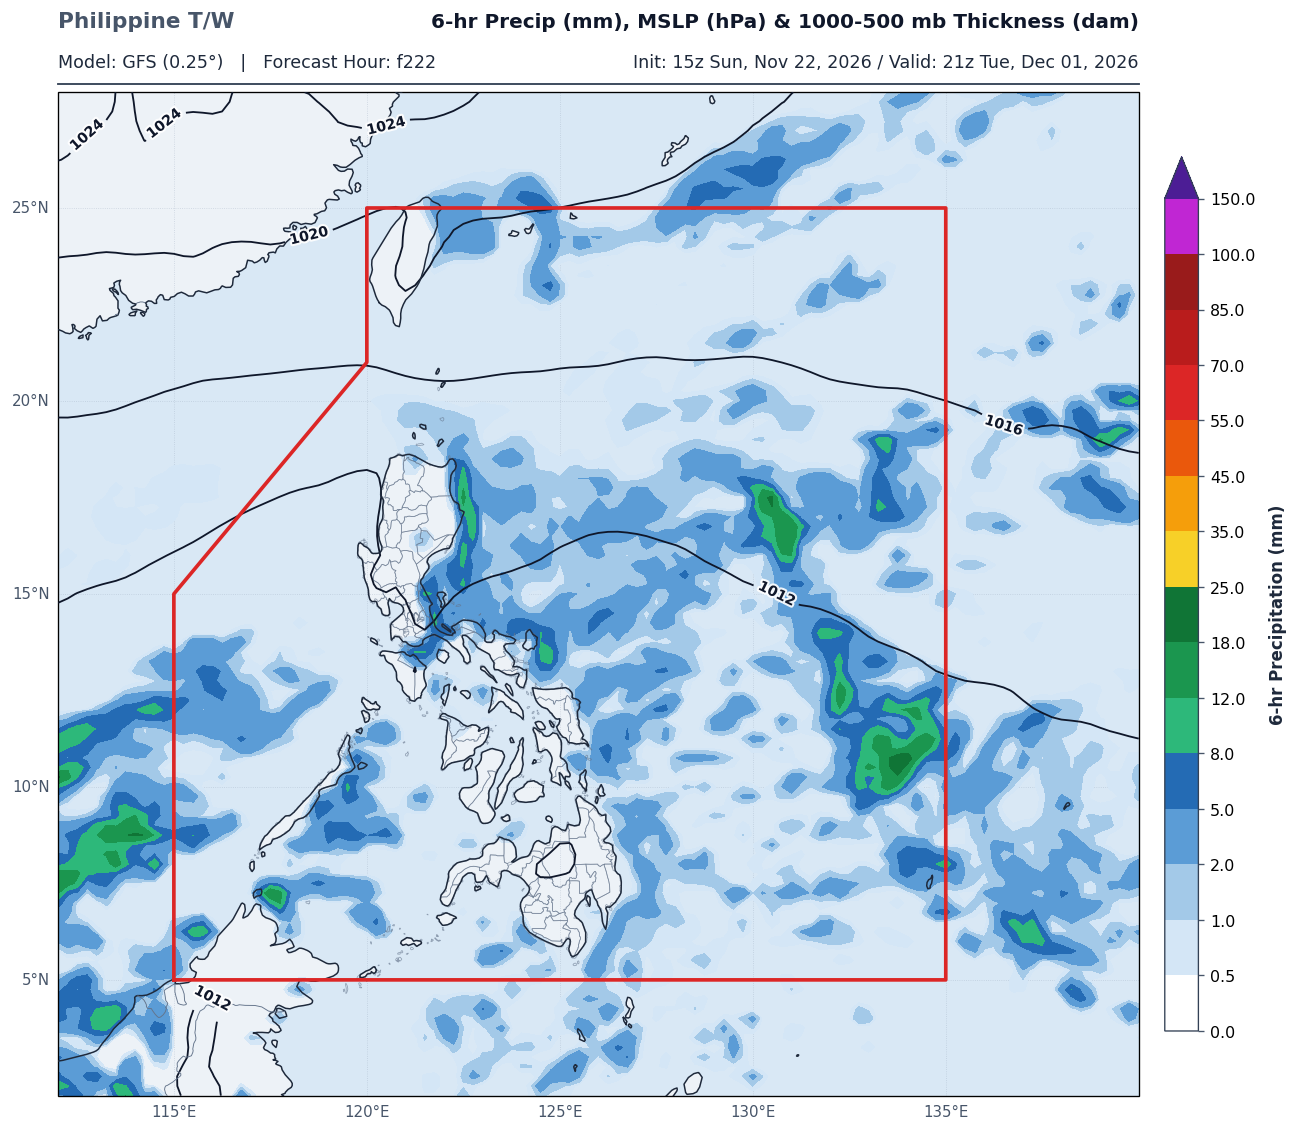 Philippine T/W
6-hr Precip (mm), MSLP (hPa) & 1000-500 mb Thickness (dam)
Model: GFS (0.25°) | Forecast Hour: f222
Init: 15z Sun, Nov 22, 2026 / Valid: 21z Tue, Dec 01, 2026
1024
1024
1024
1020
1016
1012
1012
25°N
20°N
15°N
10°N
5°N
115°E
120°E
125°E
130°E
135°E
150.0
100.0
85.0
70.0
55.0
45.0
35.0
25.0
18.0
12.0
8.0
5.0
2.0
1.0
0.5
0.0
6-hr Precipitation (mm)